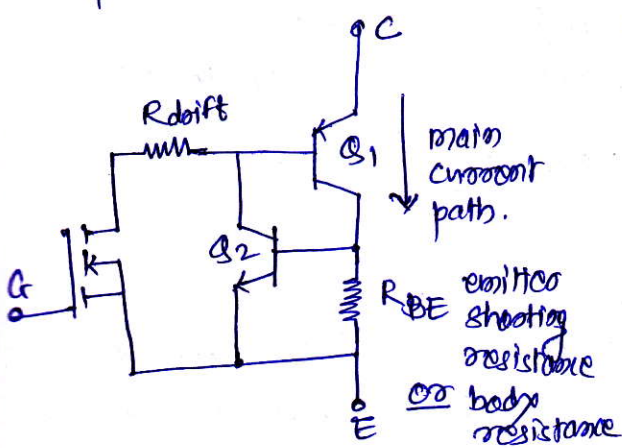 C
Rdrift
Q1
main
current
path.
Q2
G
RBE
emitter
shorting
resistance
or body
resistance
E